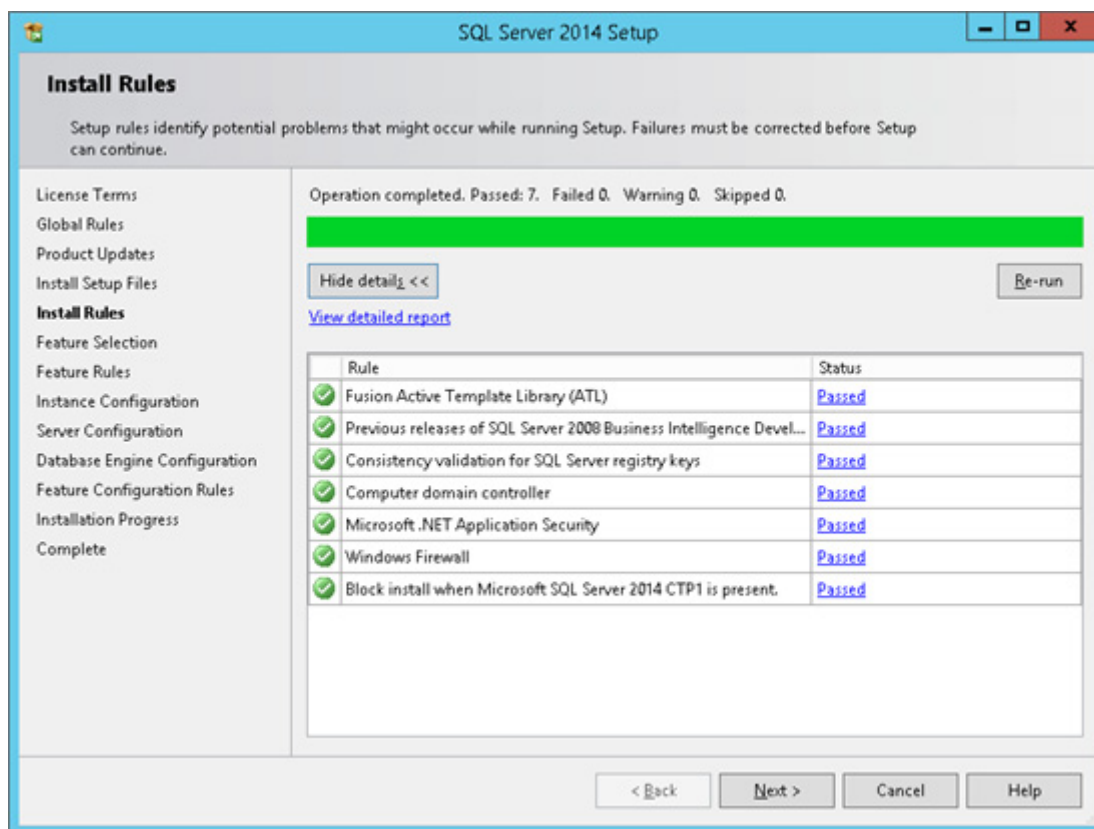 SQL Server 2014 Setup
Install Rules
Setup rules identify potential problems that might occur while running Setup. Failures must be corrected before Setup
can continue.
License Terms
Global Rules
Product Updates
Install Setup Files
Install Rules
Feature Selection
Feature Rules
Instance Configuration
Server Configuration
Database Engine Configuration
Feature Configuration Rules
Installation Progress
Complete
Operation completed. Passed: 7. Failed 0. Warning 0. Skipped 0.
Hide details <<
Re-run
View detailed report
Rule Status
Fusion Active Template Library (ATL) Passed
Previous releases of SQL Server 2008 Business Intelligence Devel... Passed
Consistency validation for SQL Server registry keys Passed
Computer domain controller Passed
Microsoft .NET Application Security Passed
Windows Firewall Passed
Block install when Microsoft SQL Server 2014 CTP1 is present. Passed
< Back Next > Cancel Help